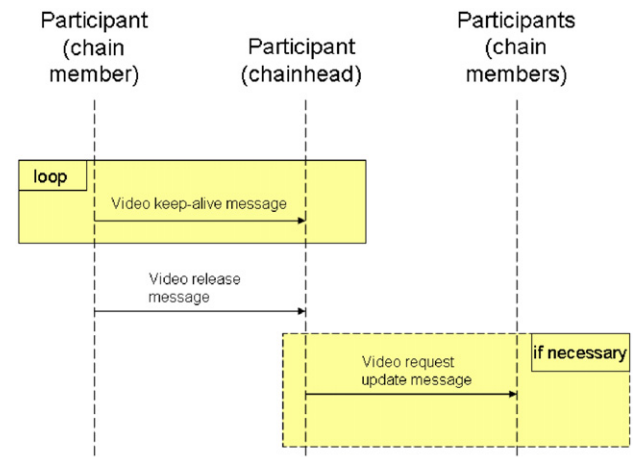 Participant
(chain
member)
Participant
(chainhead)
Participants
(chain
members)
loop
Video keep-alive message
Video release
message
if necessary
Video request
update message